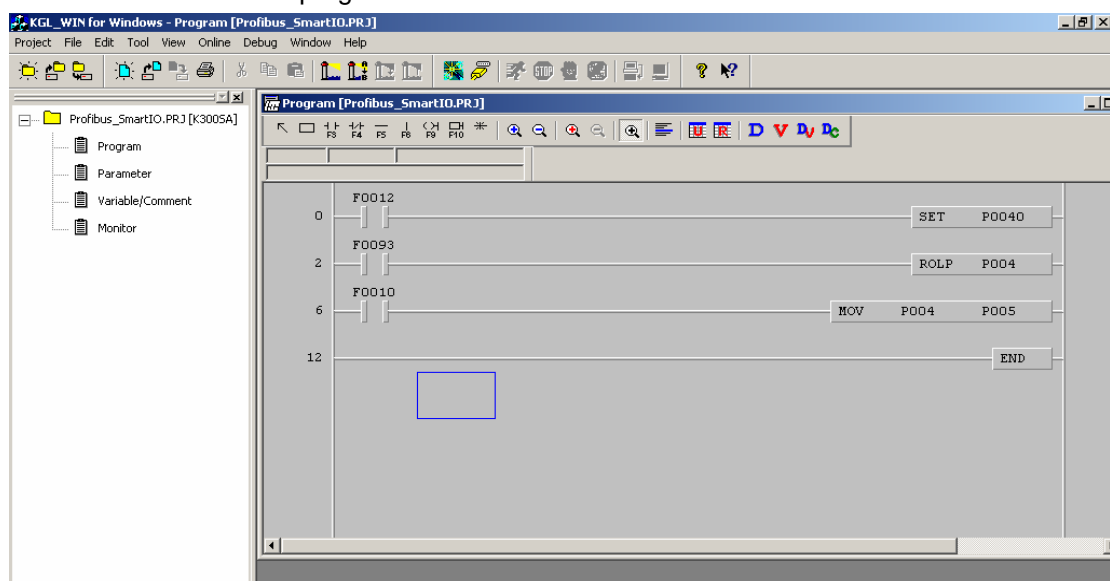 KGL_WIN for Windows - Program [Profibus_SmartIO.PRJ]
Project File Edit Tool View Online Debug Window Help
STOP
Profibus_SmartIO.PRJ [K300SA]
Program
Parameter
Variable/Comment
Monitor
Program [Profibus_SmartIO.PRJ]
F3 F4 F5 F6 F9 F10 U R D V DV DC
F0012
0 SET P0040
F0093
2 ROLP P004
F0010
6 MOV P004 P005
12 END